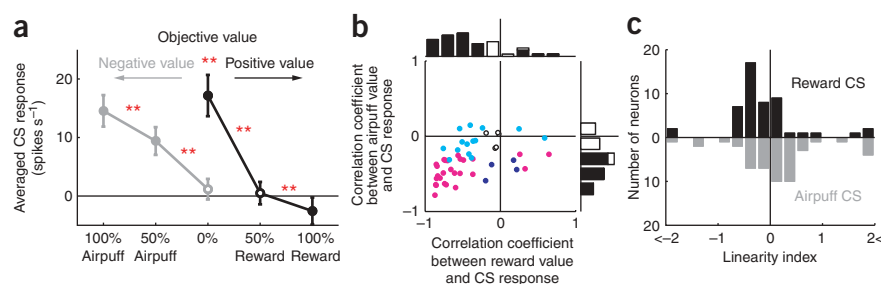 a
Objective value
Negative value
**
Positive value
Averaged CS response
(spikes s−1)
20
10
0
**
**
**
**
100%
Airpuff
50%
Airpuff
0%
50%
Reward
100%
Reward
b
1
0
Correlation coefficient
between airpuff value
and CS response
1
0
−1
−1
0
1
Correlation coefficient
between reward value
and CS response
c
Number of neurons
20
10
0
10
20
Reward CS
Airpuff CS
<−2
−1
0
1
2<
Linearity index